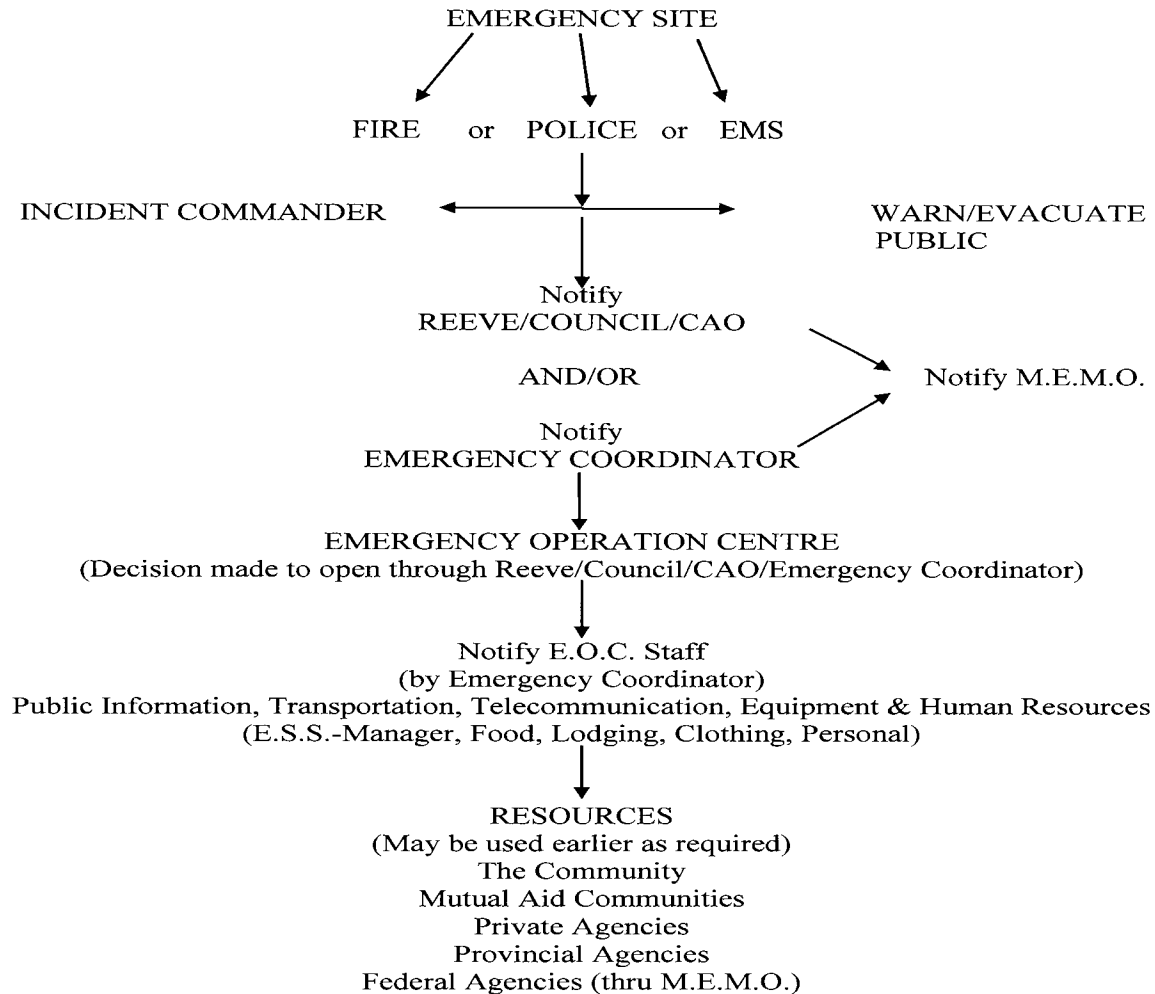 EMERGENCY SITE
FIRE or POLICE or EMS
INCIDENT COMMANDER
WARN/EVACUATE
PUBLIC
Notify
REEVE/COUNCIL/CAO
AND/OR
Notify M.E.M.O.
Notify
EMERGENCY COORDINATOR
EMERGENCY OPERATION CENTRE
(Decision made to open through Reeve/Council/CAO/Emergency Coordinator)
Notify E.O.C. Staff
(by Emergency Coordinator)
Public Information, Transportation, Telecommunication, Equipment & Human Resources
(E.S.S.-Manager, Food, Lodging, Clothing, Personal)
RESOURCES
(May be used earlier as required)
The Community
Mutual Aid Communities
Private Agencies
Provincial Agencies
Federal Agencies (thru M.E.M.O.)